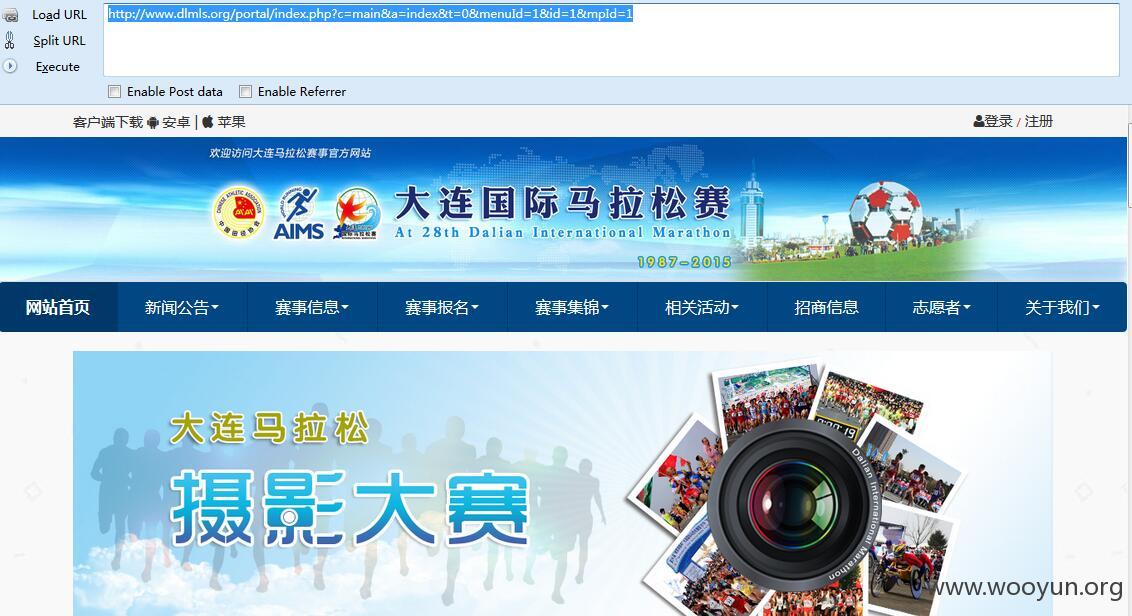 Load URL
http://www.dlmls.org/portal/index.php?c=main&a=index&t=0&menuId=1&id=1&mpId=1
Split URL
Execute
Enable Post data Enable Referrer
客户端下载 安卓 | 苹果 登录 / 注册
欢迎访问大连马拉松赛事官方网站
大连国际马拉松赛
AIMS At 28th Dalian International Marathon
1987-2015
网站首页 新闻公告 赛事信息 赛事报名 赛事集锦 相关活动 招商信息 志愿者 关于我们
大连马拉松
摄影大赛
Dalian International Marathon
www.wooyun.org